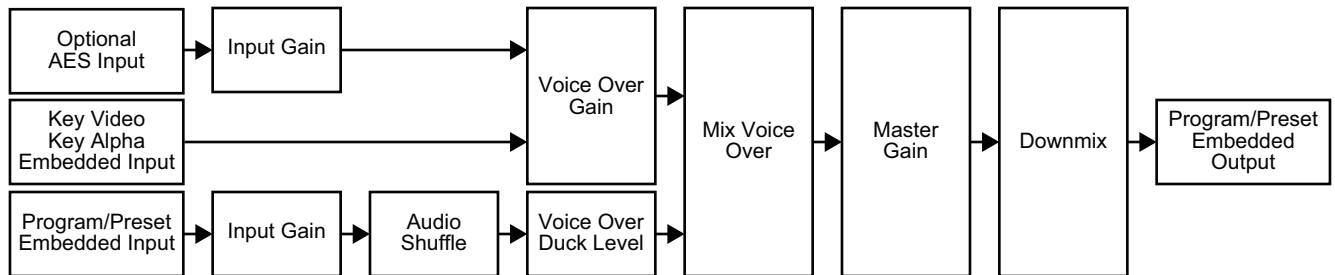 Optional
AES Input
Input Gain
Key Video
Key Alpha
Embedded Input
Voice Over
Gain
Program/Preset
Embedded Input
Input Gain
Audio
Shuffle
Voice Over
Duck Level
Mix Voice
Over
Master
Gain
Downmix
Program/Preset
Embedded
Output